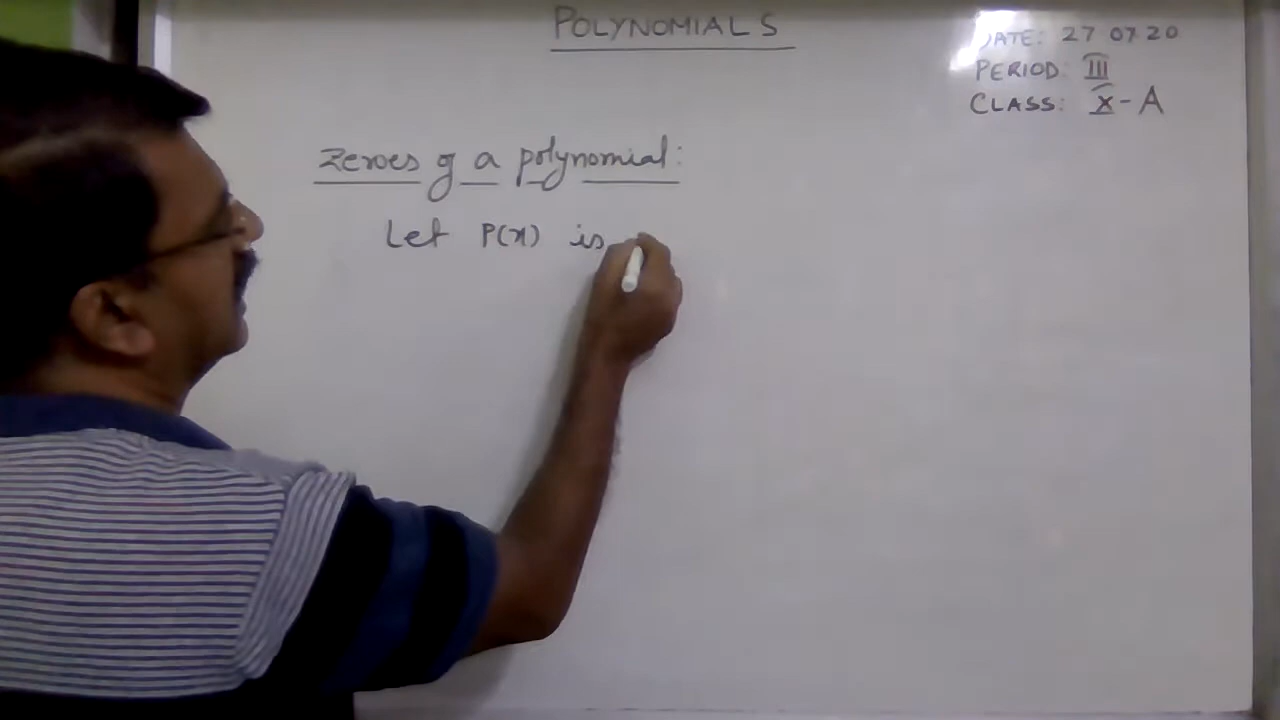 POLYNOMIALS
DATE: 27 07 20
PERIOD: III
CLASS: X - A
Zeroes of a polynomial:
Let P(x) is